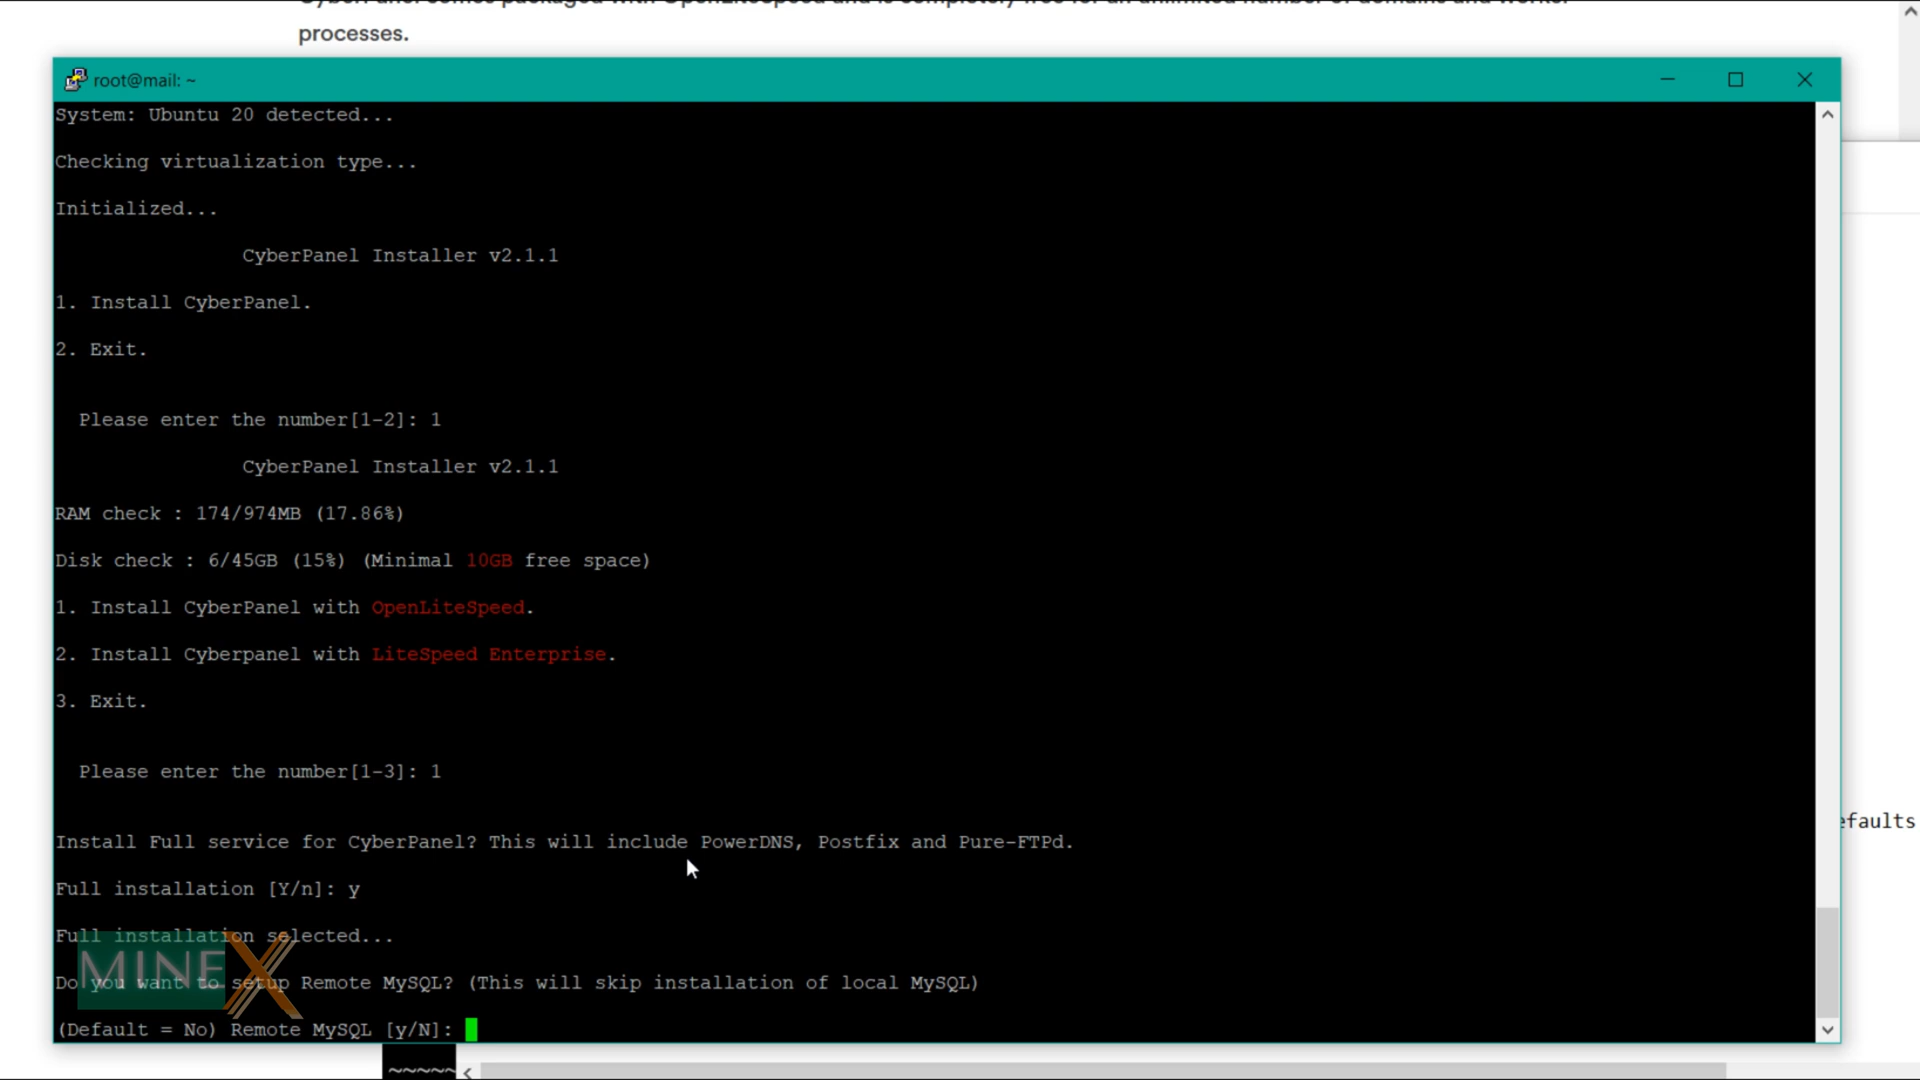 processes.
root@mail: ~
System: Ubuntu 20 detected...
Checking virtualization type...
Initialized...
CyberPanel Installer v2.1.1
1. Install CyberPanel.
2. Exit.
Please enter the number[1-2]: 1
CyberPanel Installer v2.1.1
RAM check : 174/974MB (17.86%)
Disk check : 6/45GB (15%) (Minimal 10GB free space)
1. Install CyberPanel with OpenLiteSpeed.
2. Install Cyberpanel with LiteSpeed Enterprise.
3. Exit.
Please enter the number[1-3]: 1
efaults
Install Full service for CyberPanel? This will include PowerDNS, Postfix and Pure-FTPd.
Full installation [Y/n]: y
Full installation selected...
MINEX
Do you want to setup Remote MySQL? (This will skip installation of local MySQL)
(Default = No) Remote MySQL [y/N]:
~~~~~